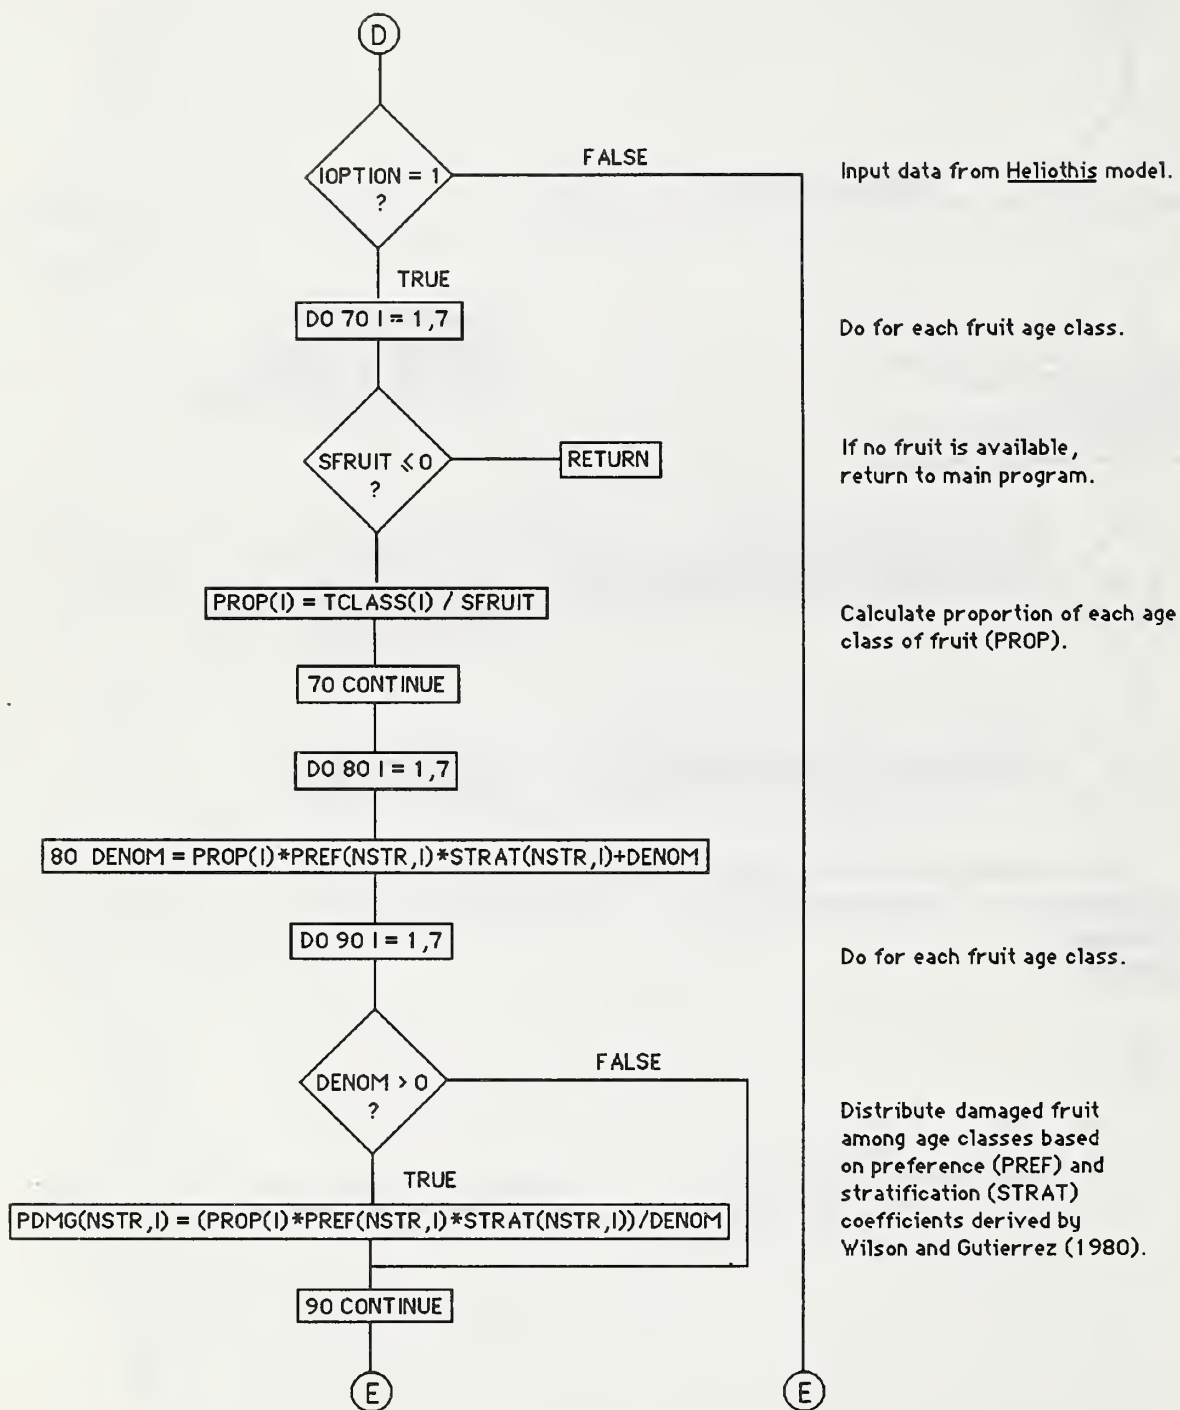 D
IOPTION = 1
?
FALSE
Input data from Heliothis model.
TRUE
DO 70 I = 1,7
Do for each fruit age class.
SFRUIT ≤ 0
?
RETURN
If no fruit is available,
return to main program.
PROP(I) = TCLASS(I) / SFRUIT
Calculate proportion of each age
class of fruit (PROP).
70 CONTINUE
DO 80 I = 1,7
80 DENOM = PROP(I)*PREF(NSTR,I)*STRAT(NSTR,I)+DENOM
DO 90 I = 1,7
Do for each fruit age class.
DENOM > 0
?
FALSE
TRUE
Distribute damaged fruit
among age classes based
on preference (PREF) and
stratification (STRAT)
coefficients derived by
Wilson and Gutierrez (1980).
PDMG(NSTR,I) = (PROP(I)*PREF(NSTR,I)*STRAT(NSTR,I))/DENOM
90 CONTINUE
E
E